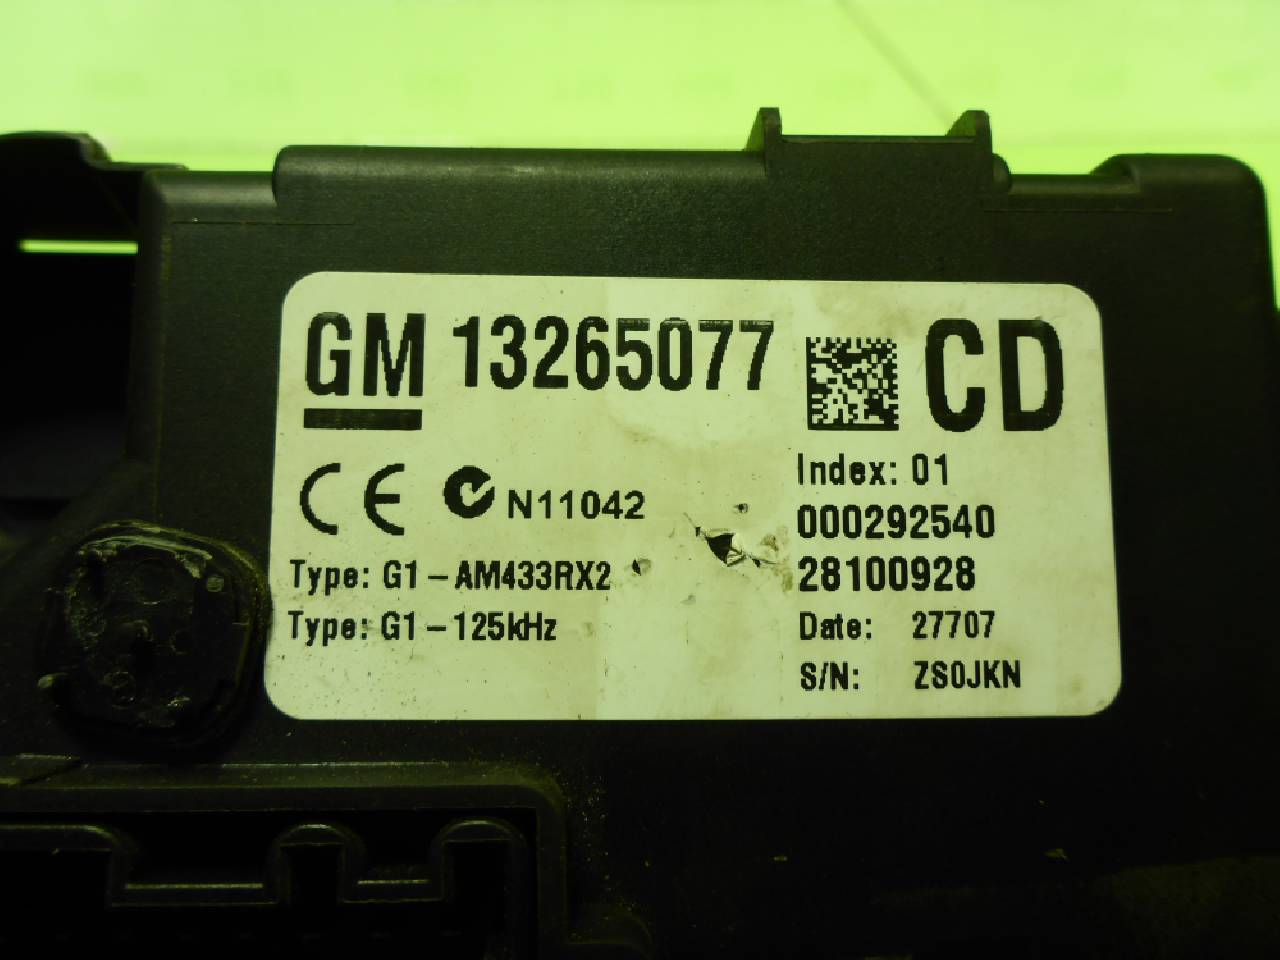 GM 13265077 CD
CE N11042
Index: 01
000292540
Type: G1-AM433RX2
28100928
Type: G1-125kHz
Date: 27707
S/N: ZS0JKN